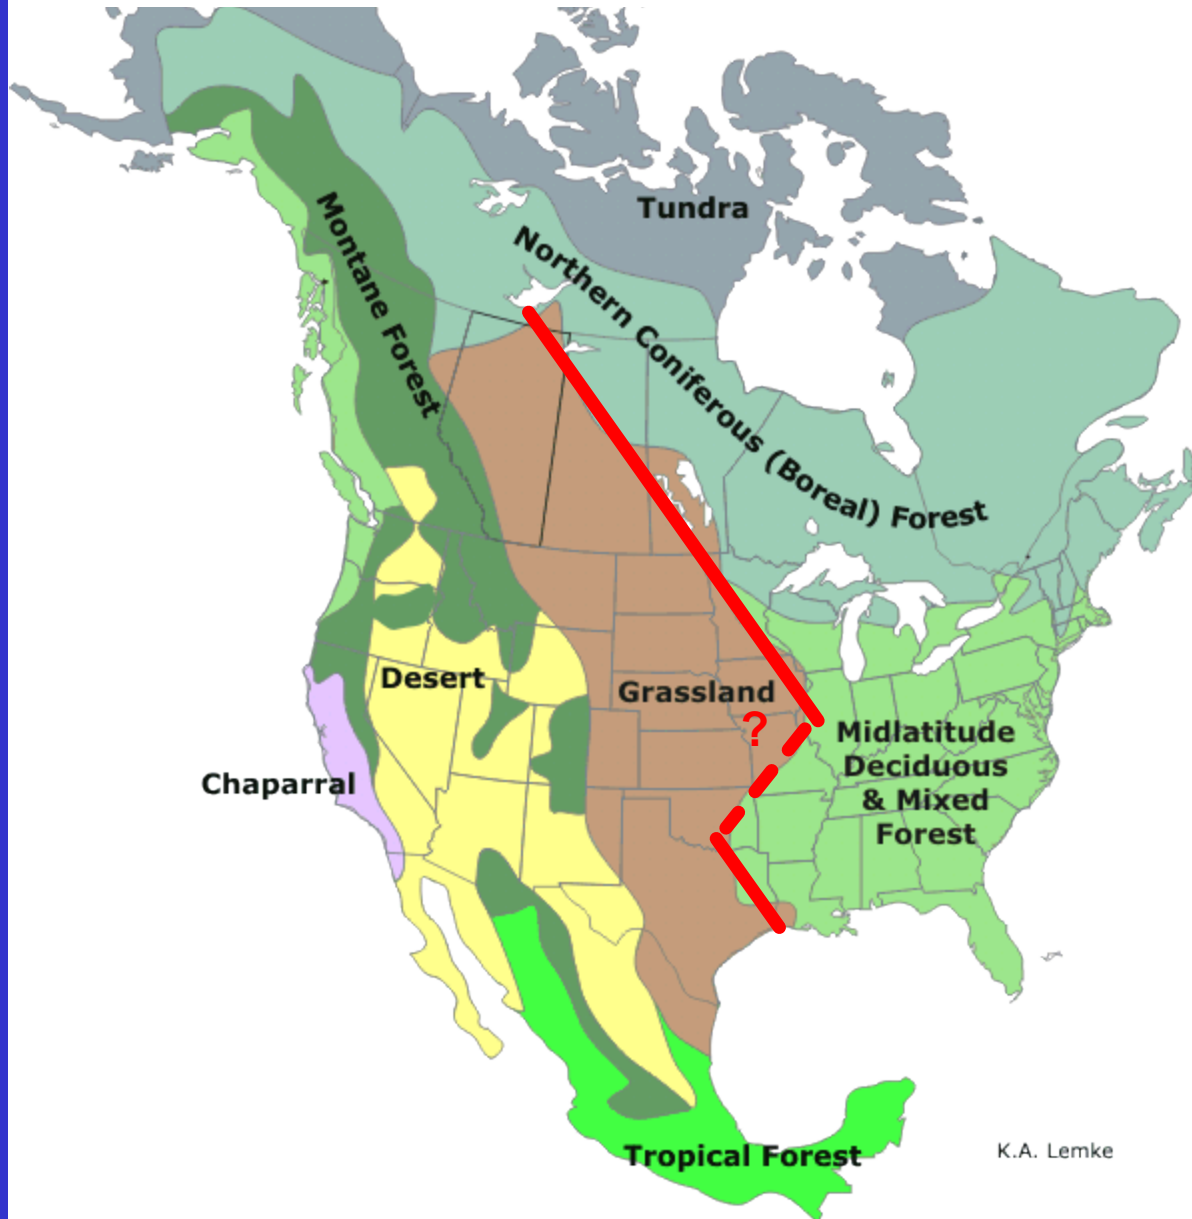 Tundra
Northern Coniferous (Boreal) Forest
Montane Forest
Desert
Grassland
?
Midlatitude
Deciduous
& Mixed
Forest
Chaparral
Tropical Forest
K.A. Lemke